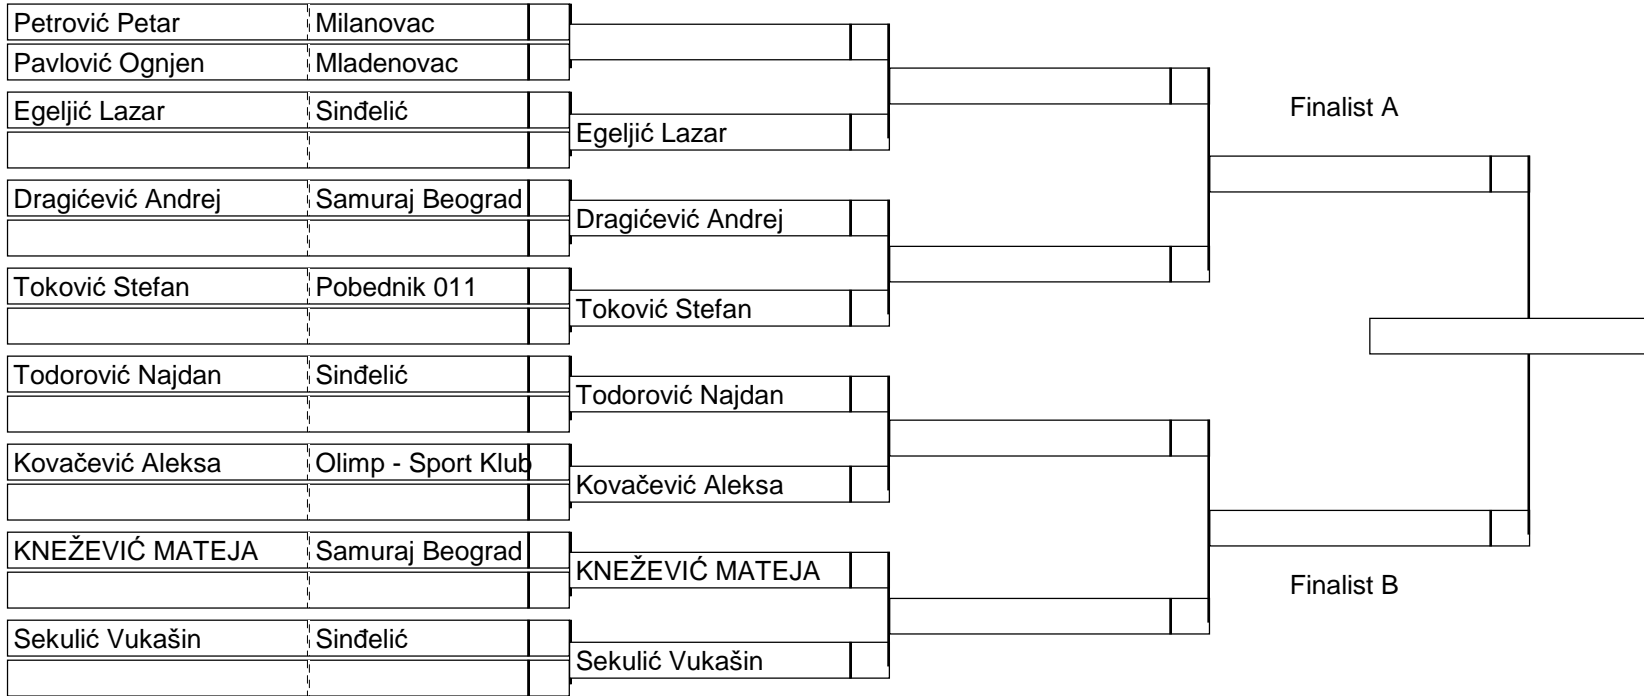 Petrović Petar Milanovac
Pavlović Ognjen Mladenovac
Egeljić Lazar Sinđelić
Egeljić Lazar
Dragićević Andrej Samuraj Beograd
Dragićević Andrej
Toković Stefan Pobednik 011
Toković Stefan
Todorović Najdan Sinđelić
Todorović Najdan
Kovačević Aleksa Olimp - Sport Klub
Kovačević Aleksa
KNEŽEVIĆ MATEJA Samuraj Beograd
KNEŽEVIĆ MATEJA
Sekulić Vukašin Sinđelić
Sekulić Vukašin
Finalist A
Finalist B